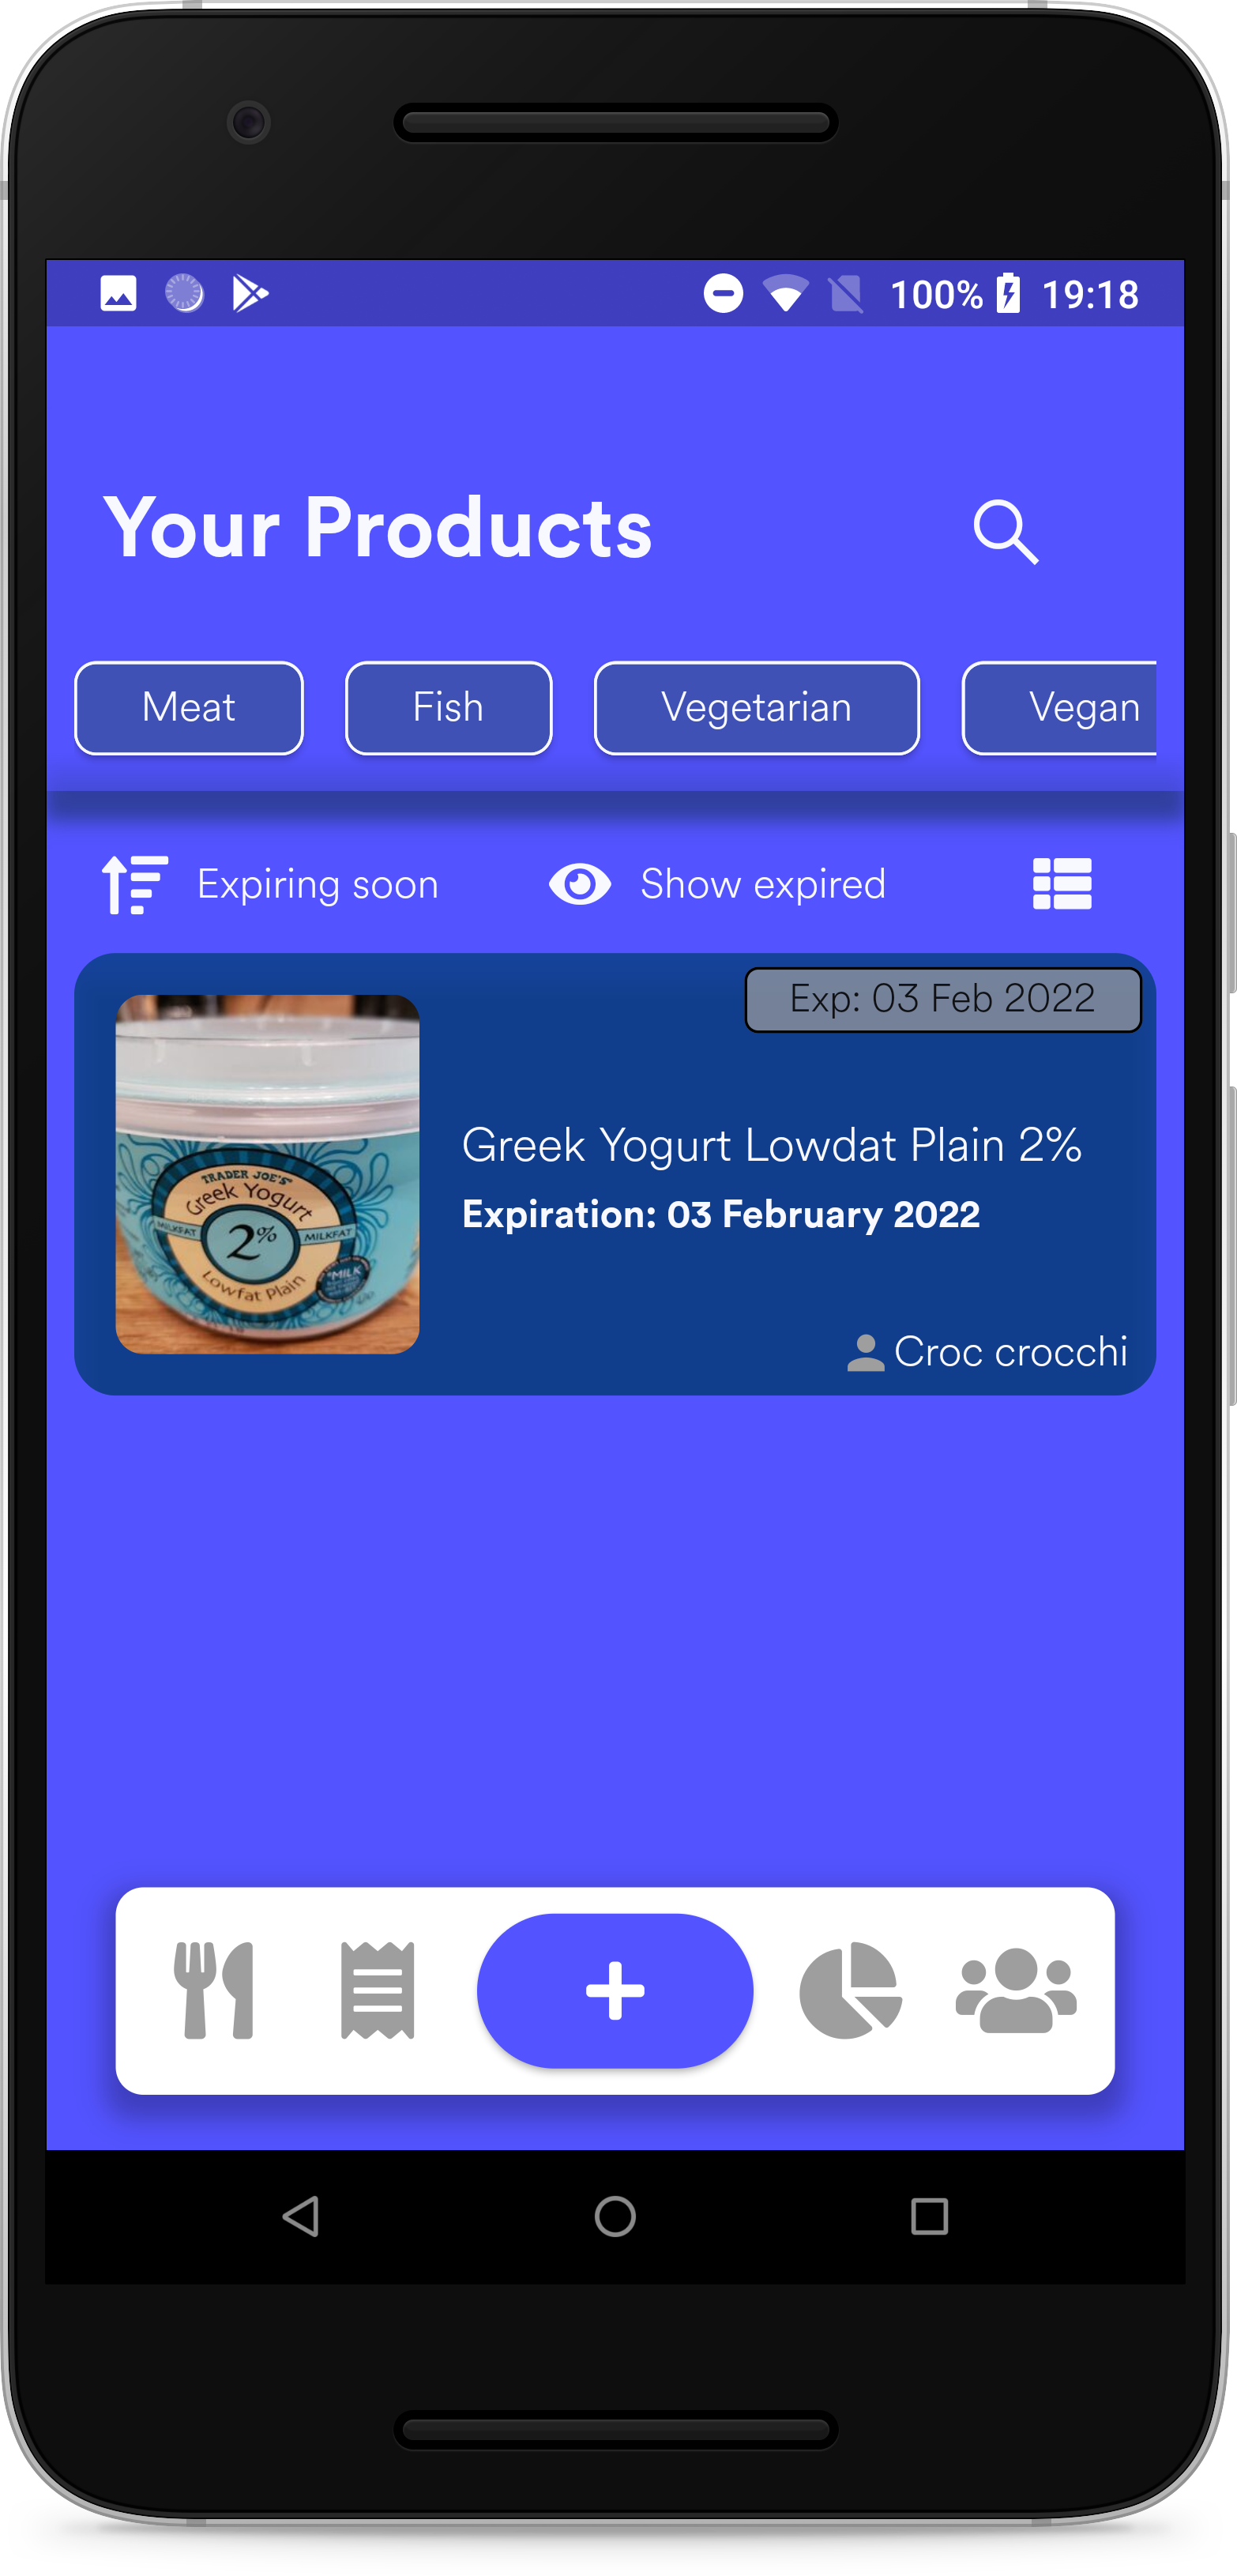 100% 19:18
Your Products
Meat Fish Vegetarian Vegan
Expiring soon Show expired
Exp: 03 Feb 2022
TRADER JOE'S
Greek Yogurt
MILKFAT 2% MILKFAT
Lowfat Plain
MILK
Greek Yogurt Lowdat Plain 2%
Expiration: 03 February 2022
Croc crocchi